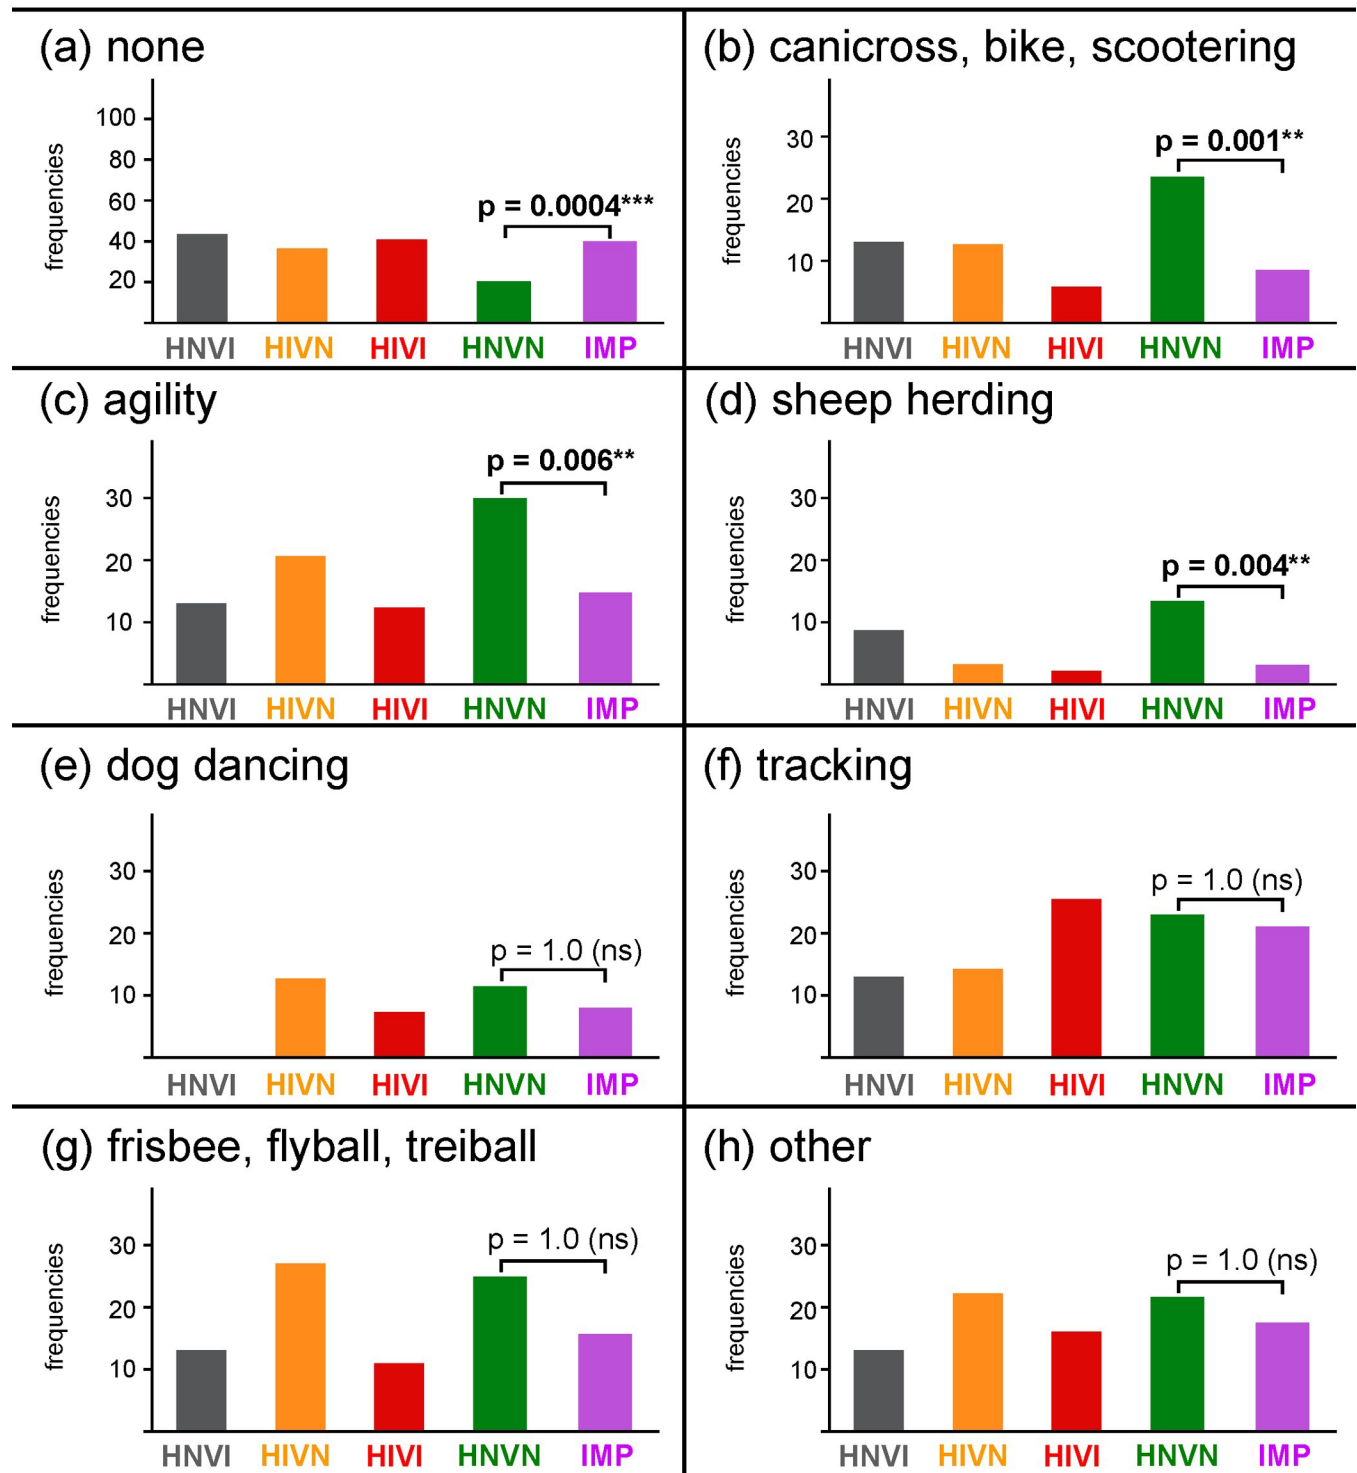 (a) none
frequencies
100
80
60
40
20
p = 0.0004***
HNVI HIVN HIVI HNVN IMP
(b) canicross, bike, scootering
frequencies
30
20
10
p = 0.001**
HNVI HIVN HIVI HNVN IMP
(c) agility
frequencies
30
20
10
p = 0.006**
HNVI HIVN HIVI HNVN IMP
(d) sheep herding
frequencies
30
20
10
p = 0.004**
HNVI HIVN HIVI HNVN IMP
(e) dog dancing
frequencies
30
20
10
p = 1.0 (ns)
HNVI HIVN HIVI HNVN IMP
(f) tracking
frequencies
30
20
10
p = 1.0 (ns)
HNVI HIVN HIVI HNVN IMP
(g) frisbee, flyball, treiball
frequencies
30
20
10
p = 1.0 (ns)
HNVI HIVN HIVI HNVN IMP
(h) other
frequencies
30
20
10
p = 1.0 (ns)
HNVI HIVN HIVI HNVN IMP